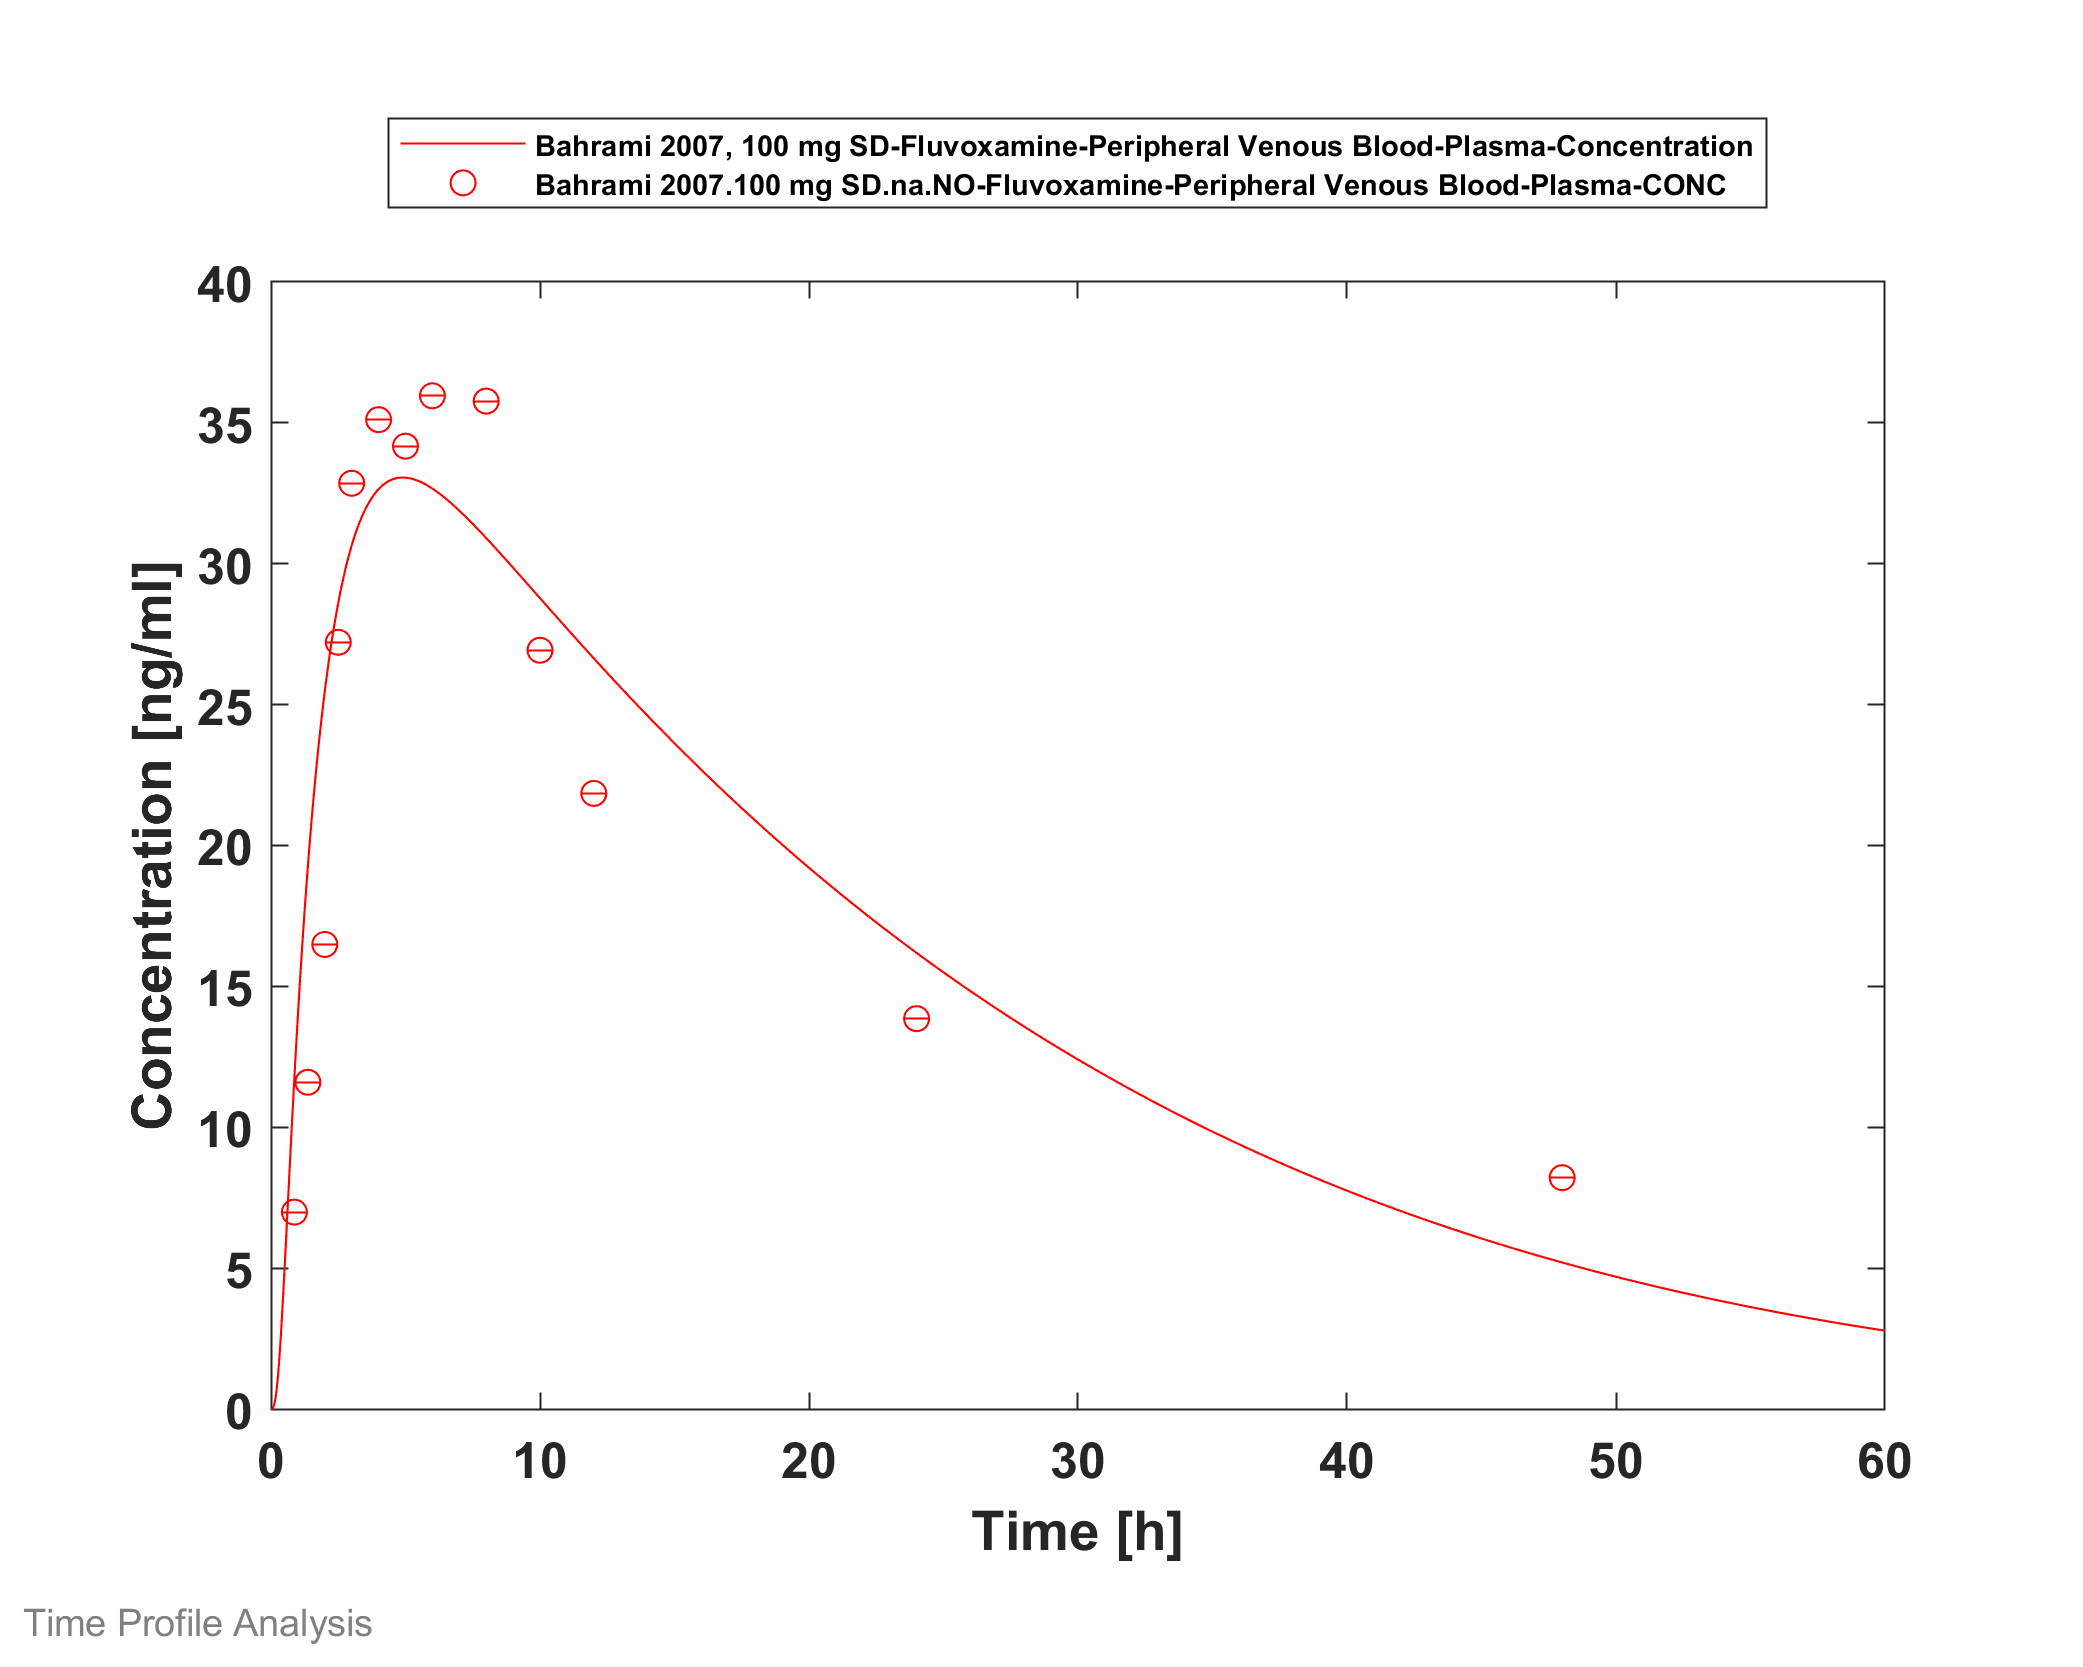 Bahrami 2007, 100 mg SD-Fluvoxamine-Peripheral Venous Blood-Plasma-Concentration
Bahrami 2007.100 mg SD.na.NO-Fluvoxamine-Peripheral Venous Blood-Plasma-CONC
40
35
30
25
20
15
10
5
0
Concentration [ng/ml]
0 10 20 30 40 50 60
Time [h]
Time Profile Analysis